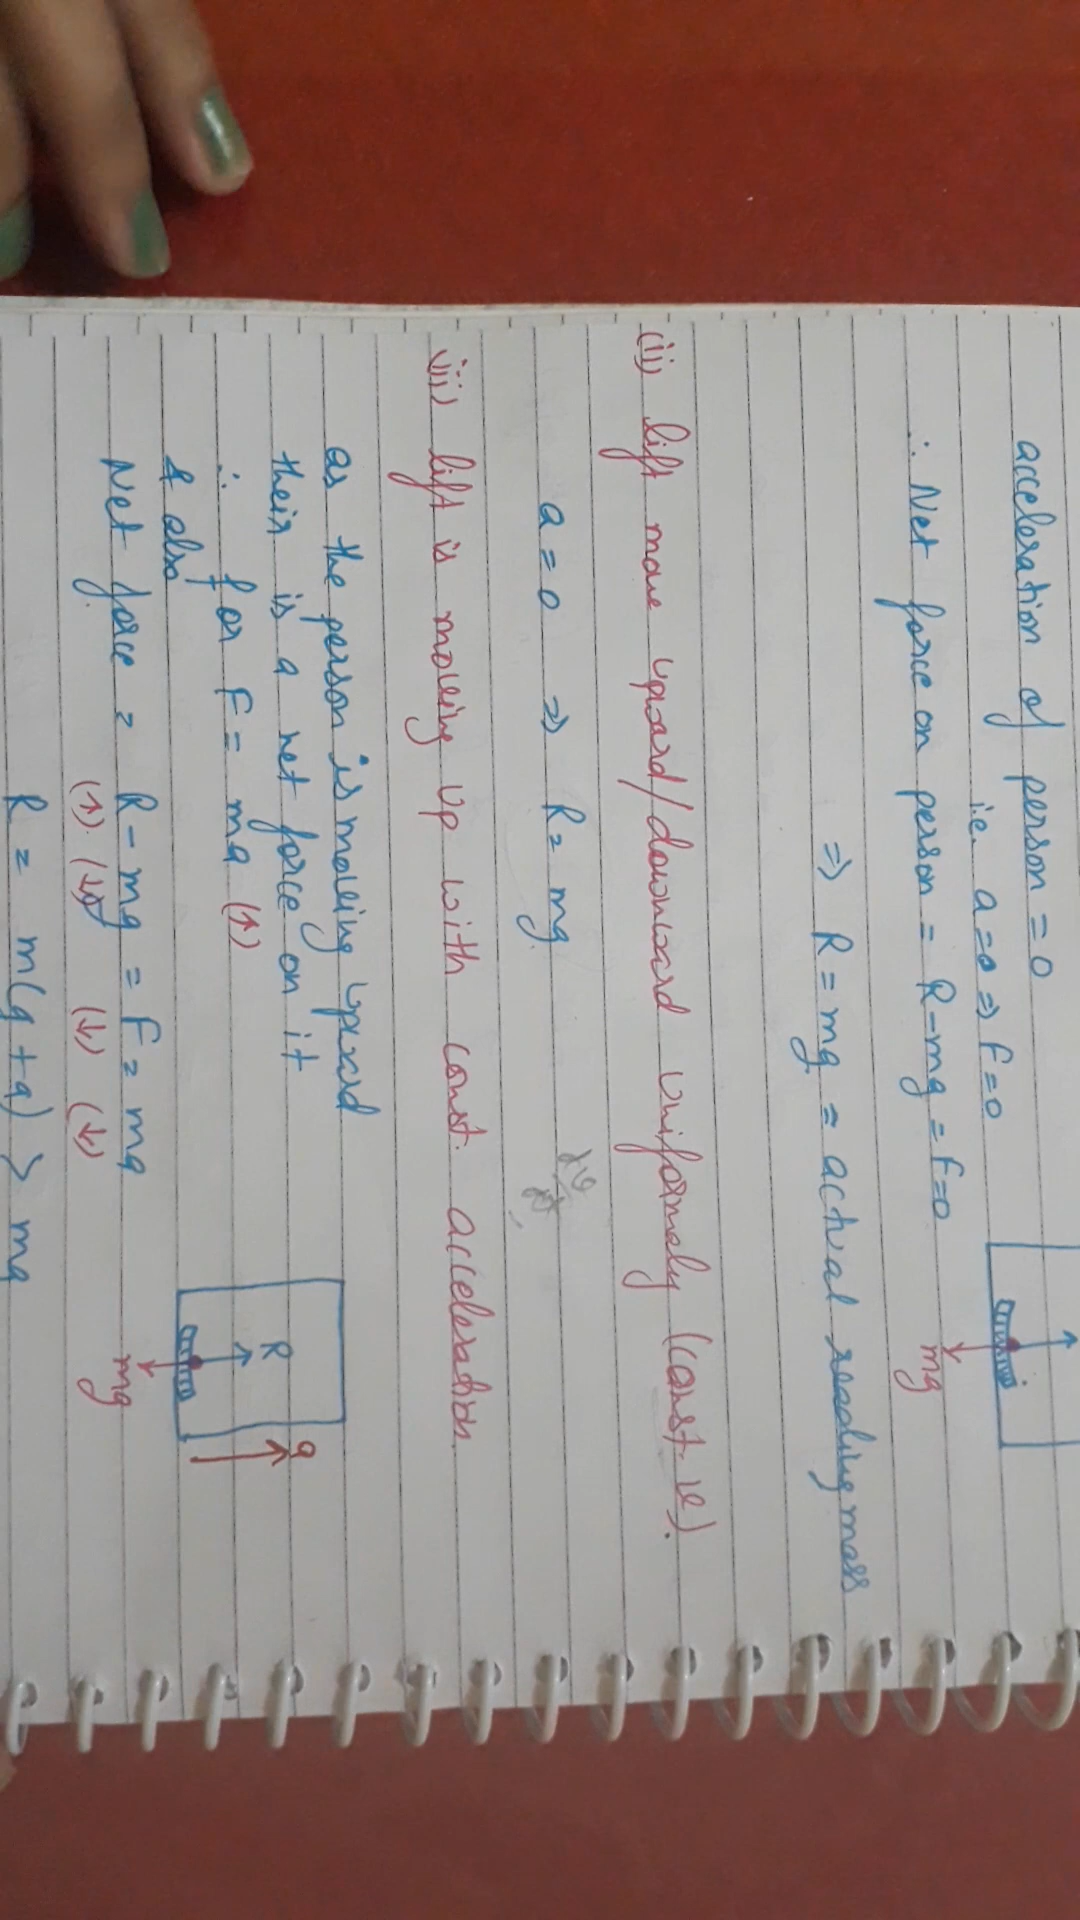 acceleration of person = 0
i.e. a=0 ⇒ F=0
∴ Net force on person = R-mg = F=0
mg
⇒ R = mg = actual reading mass
(ii) lift move upward/downward uniformely (const. v).
a = 0 ⇒ R = mg.
iii) lift is moving up with const. acceleration.
as the person is moving upward
their is a net force on it
∴ for F = ma (↑)
R
a
& also
Net force = R - mg = F = ma
mg
(↑) (↓) (↓) (↓)
R = m(g + a) > mg